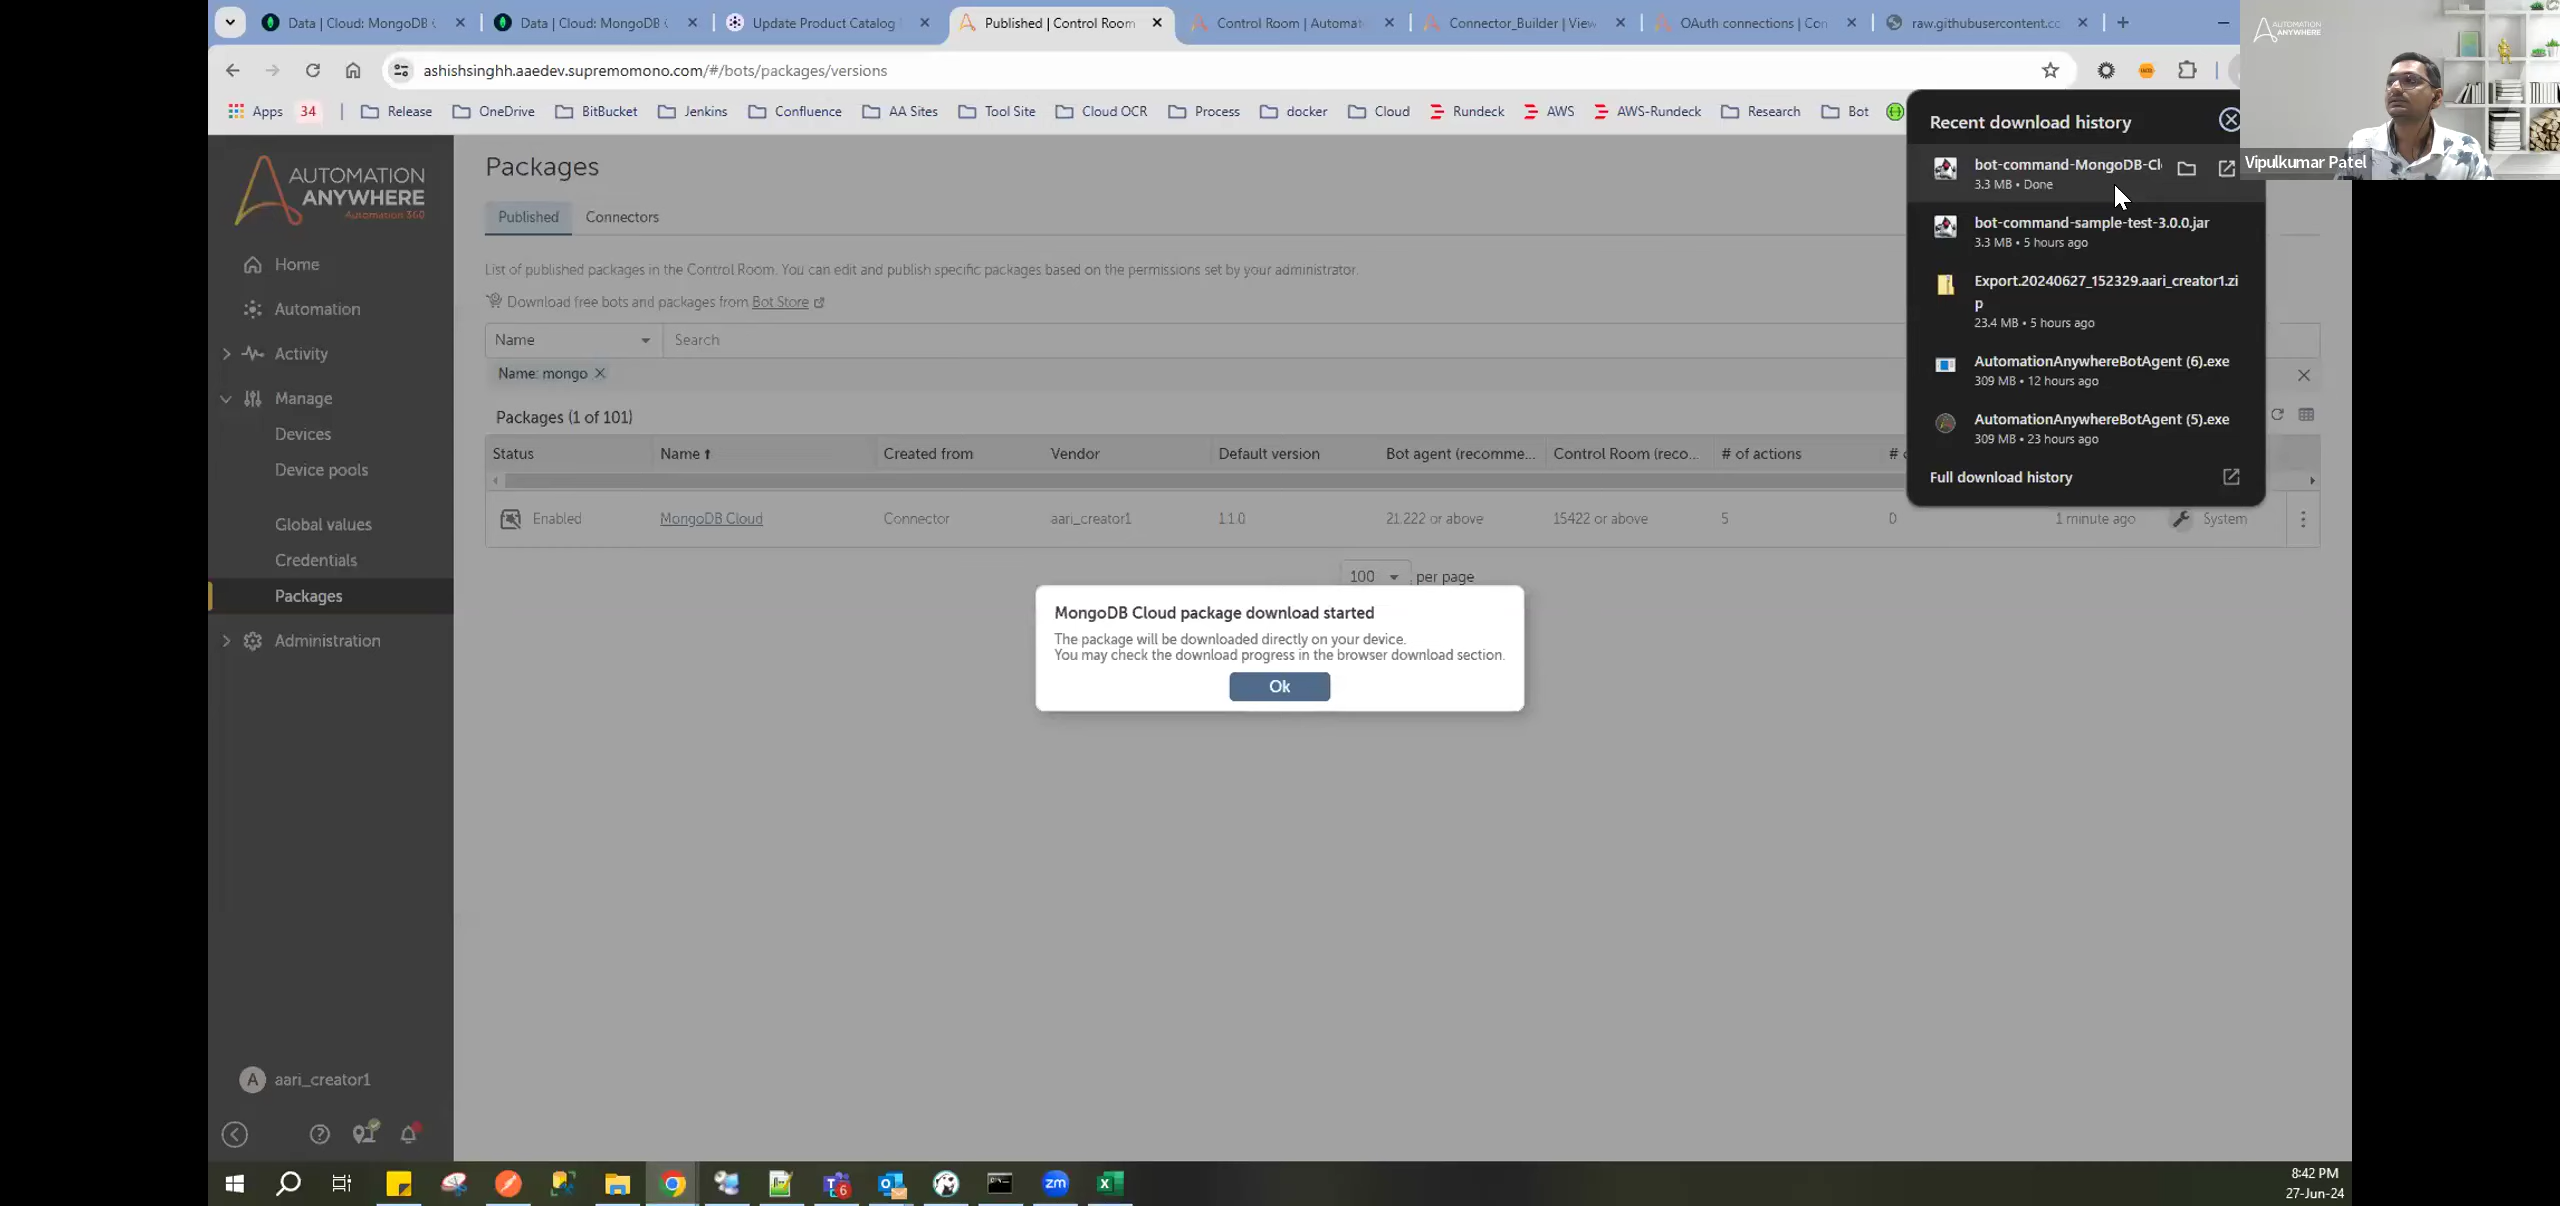 Data | Cloud: MongoDB
Data | Cloud: MongoDB
Update Product Catalog
Published | Control Room
Control Room | Automat
Connector_Builder | View
OAuth connections | Con
raw.githubusercontent.cc
ashishsinghh.aaedev.supremomono.com/#/bots/packages/versions
Apps 34 | Release OneDrive BitBucket Jenkins Confluence AA Sites Tool Site Cloud OCR Process docker Cloud Rundeck AWS AWS-Rundeck Research Bot
AUTOMATION
ANYWHERE
Automation 360
Home
Automation
Activity
Manage
Devices
Device pools
Global values
Credentials
Packages
Administration
A aari_creator1
Packages
Published Connectors
List of published packages in the Control Room. You can edit and publish specific packages based on the permissions set by your administrator.
Download free bots and packages from Bot Store
Name Search
Name: mongo
Packages (1 of 101)
Status Name Created from Vendor Default version Bot agent (recomme... Control Room (reco... # of actions #
Enabled MongoDB Cloud Connector aari_creator1 1.1.0 21.222 or above 15422 or above 5 0 1 minute ago System
100 per page
MongoDB Cloud package download started
The package will be downloaded directly on your device.
You may check the download progress in the browser download section.
Ok
Recent download history
bot-command-MongoDB-Cl
3.3 MB • Done
bot-command-sample-test-3.0.0.jar
3.3 MB • 5 hours ago
Export.20240627_152329.aari_creator1.zi
p
23.4 MB • 5 hours ago
AutomationAnywhereBotAgent (6).exe
309 MB • 12 hours ago
AutomationAnywhereBotAgent (5).exe
309 MB • 23 hours ago
Full download history
AUTOMATION
ANYWHERE
Vipulkumar Patel
6
zm
8:42 PM
27-Jun-24